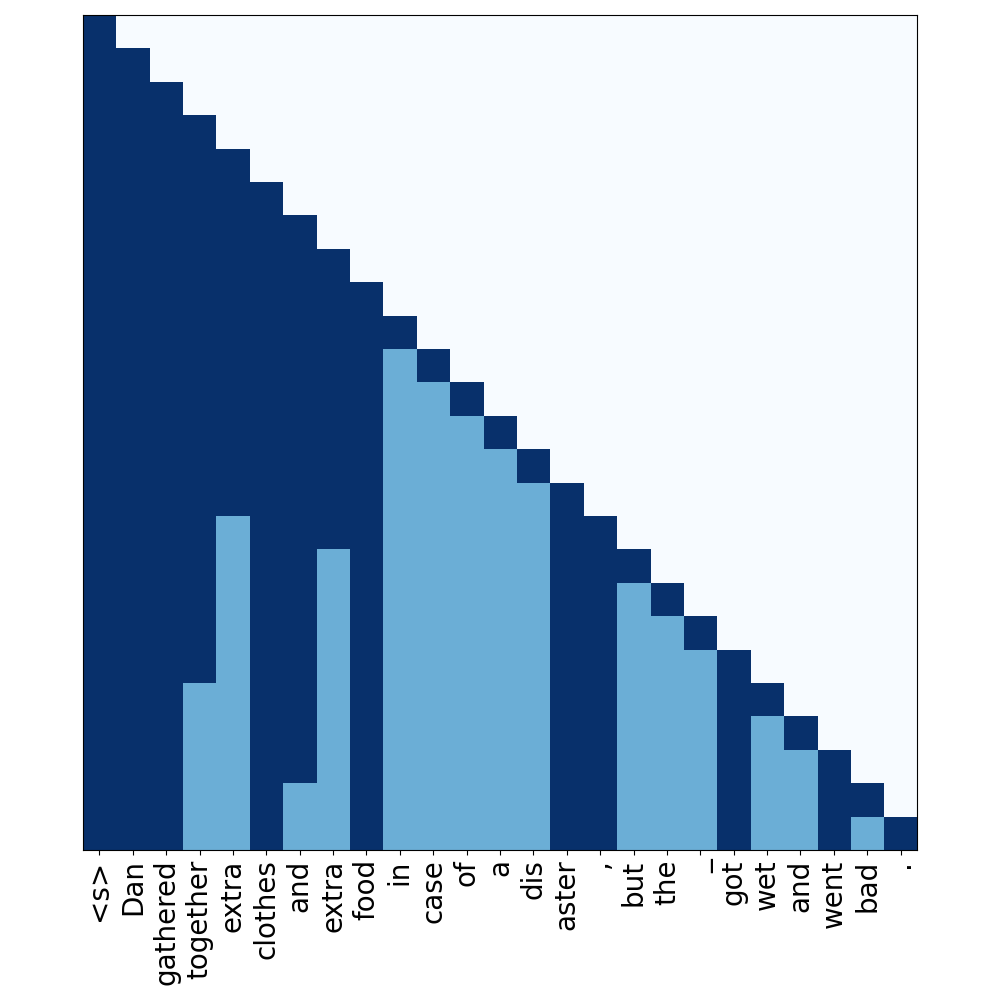 <s> Dan gathered together extra clothes and extra food in case of a dis aster , but the _ got wet and went bad .